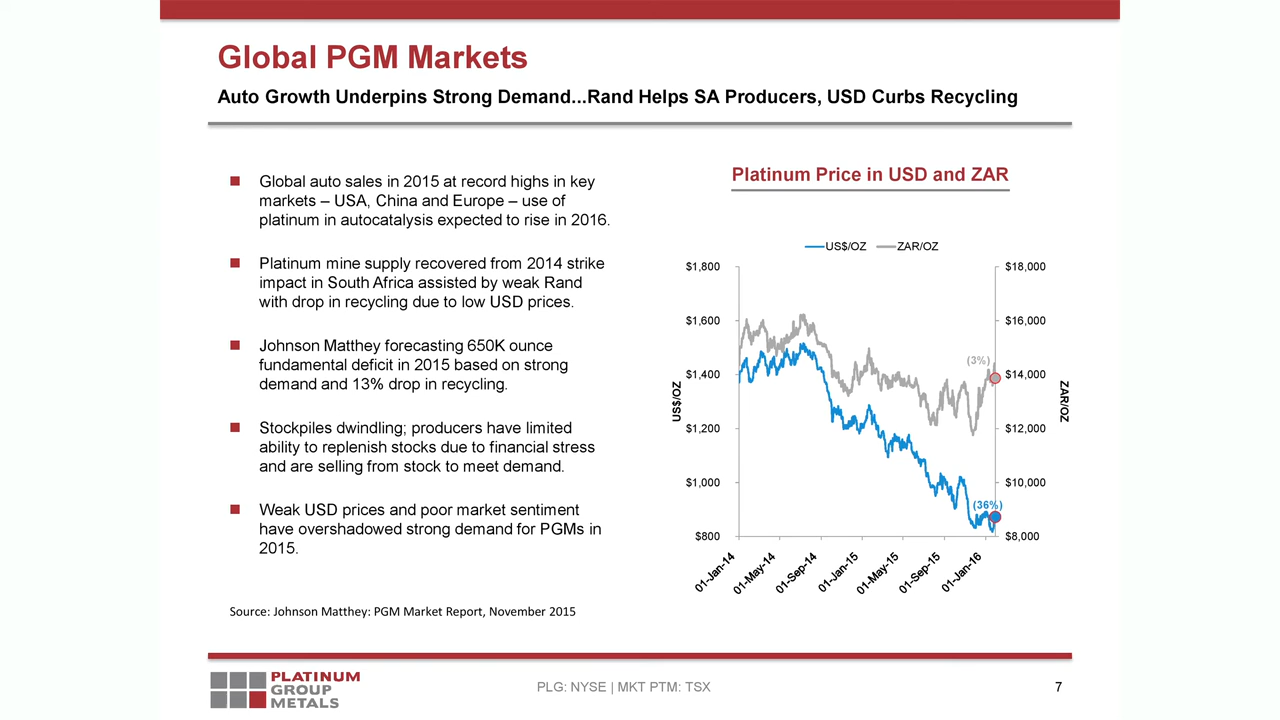 Global PGM Markets
Auto Growth Underpins Strong Demand...Rand Helps SA Producers, USD Curbs Recycling
Global auto sales in 2015 at record highs in key
markets – USA, China and Europe – use of
platinum in autocatalysis expected to rise in 2016.
Platinum mine supply recovered from 2014 strike
impact in South Africa assisted by weak Rand
with drop in recycling due to low USD prices.
Johnson Matthey forecasting 650K ounce
fundamental deficit in 2015 based on strong
demand and 13% drop in recycling.
Stockpiles dwindling; producers have limited
ability to replenish stocks due to financial stress
and are selling from stock to meet demand.
Weak USD prices and poor market sentiment
have overshadowed strong demand for PGMs in
2015.
Source: Johnson Matthey: PGM Market Report, November 2015
Platinum Price in USD and ZAR
US$/OZ ZAR/OZ
$1,800 $18,000
$1,600 $16,000
(3%)
$1,400 $14,000
US$/OZ ZAR/OZ
$1,200 $12,000
$1,000 $10,000
(36%)
$800 $8,000
01-Jan-14 01-May-14 01-Sep-14 01-Jan-15 01-May-15 01-Sep-15 01-Jan-16
PLATINUM
GROUP
METALS
PLG: NYSE | MKT PTM: TSX
7